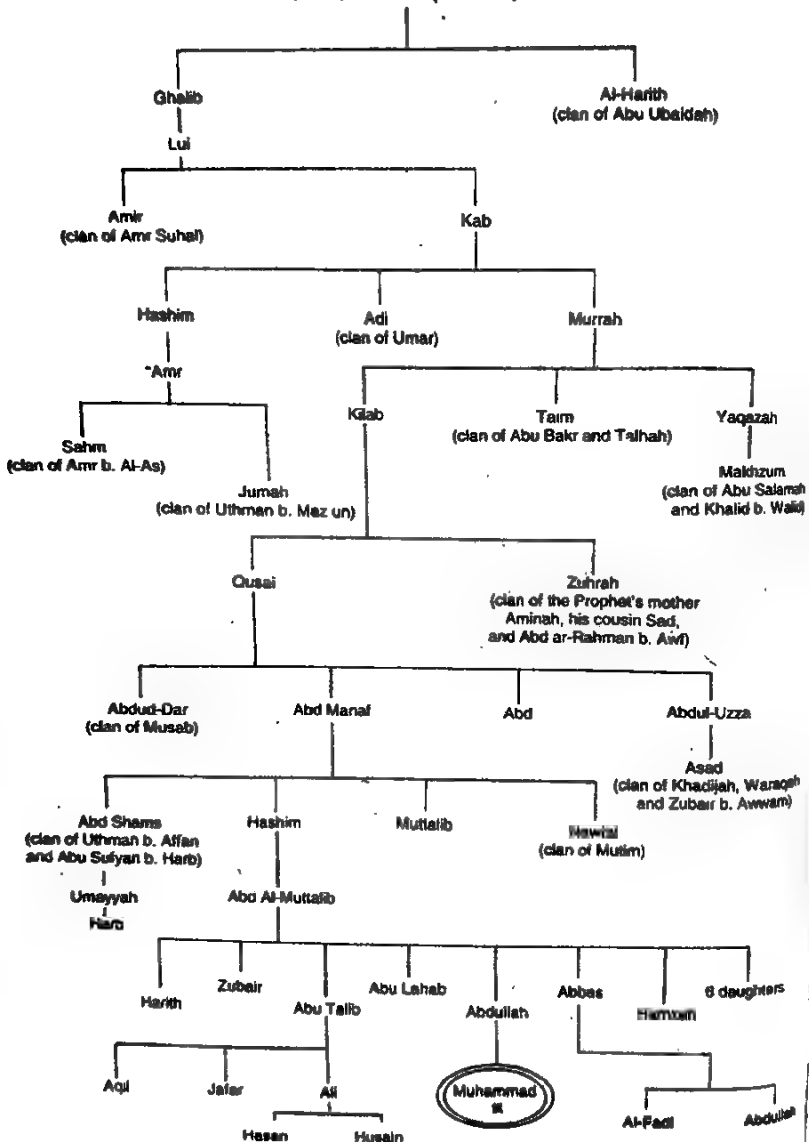 Ghalib
Al-Harith
(clan of Abu Ubaidah)
Lui
Amir
(clan of Amr Suhal)
Kab
Hashim
Adi
(clan of Umar)
Murrah
Amr
Kilab
Taim
(clan of Abu Bakr and Talhah)
Yaqazah
Sahm
(clan of Amr b. Al-As)
Jumah
(clan of Uthman b. Maz un)
Makhzum
(clan of Abu Salamah
and Khalid b. Walid)
Qusai
Zuhrah
(clan of the Prophet's mother
Aminah, his cousin Sad,
and Abd ar-Rahman b. Awf)
Abdud-Dar
(clan of Musab)
Abd Manaf
Abd
Abdul-Uzza
Asad
(clan of Khadijah, Waraqah
and Zubair b. Awwam)
Abd Shams
(clan of Uthman b. Affan
and Abu Sufyan b. Harb)
Hashim
Muttalib
(clan of Mutim)
Umayyah
Harb
Abd Al-Muttalib
Harith
Zubair
Abu Talib
Abu Lahab
Abdullah
Abbas
6 daughters
Aqil
Jafar
Ali
Muhammad
Al-Fadl
Abdullah
Hasan
Husain